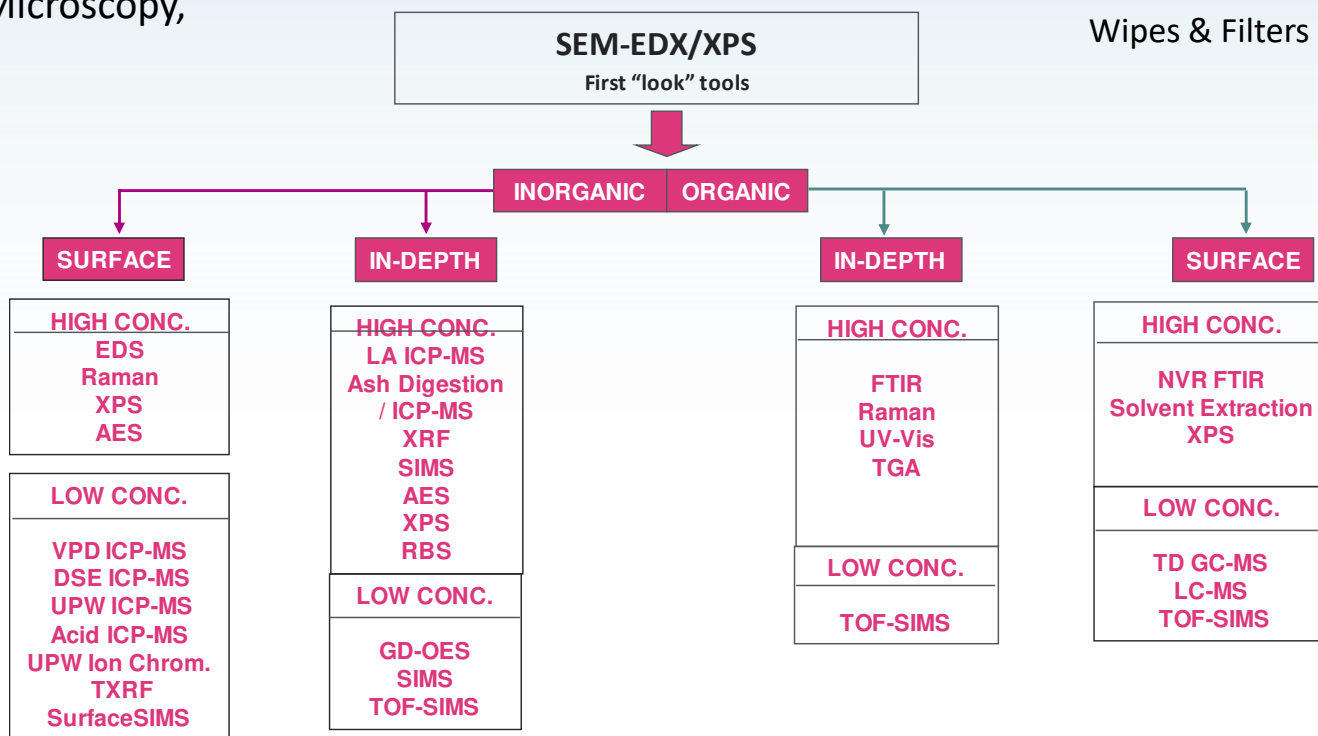 Microscopy,
Wipes & Filters
SEM-EDX/XPS
First “look” tools
INORGANIC
ORGANIC
SURFACE
HIGH CONC.
EDS
Raman
XPS
AES
LOW CONC.
VPD ICP-MS
DSE ICP-MS
UPW ICP-MS
Acid ICP-MS
UPW Ion Chrom.
TXRF
SurfaceSIMS
IN-DEPTH
HIGH CONC.
LA ICP-MS
Ash Digestion
/ ICP-MS
XRF
SIMS
AES
XPS
RBS
LOW CONC.
GD-OES
SIMS
TOF-SIMS
IN-DEPTH
HIGH CONC.
FTIR
Raman
UV-Vis
TGA
LOW CONC.
TOF-SIMS
SURFACE
HIGH CONC.
NVR FTIR
Solvent Extraction
XPS
LOW CONC.
TD GC-MS
LC-MS
TOF-SIMS